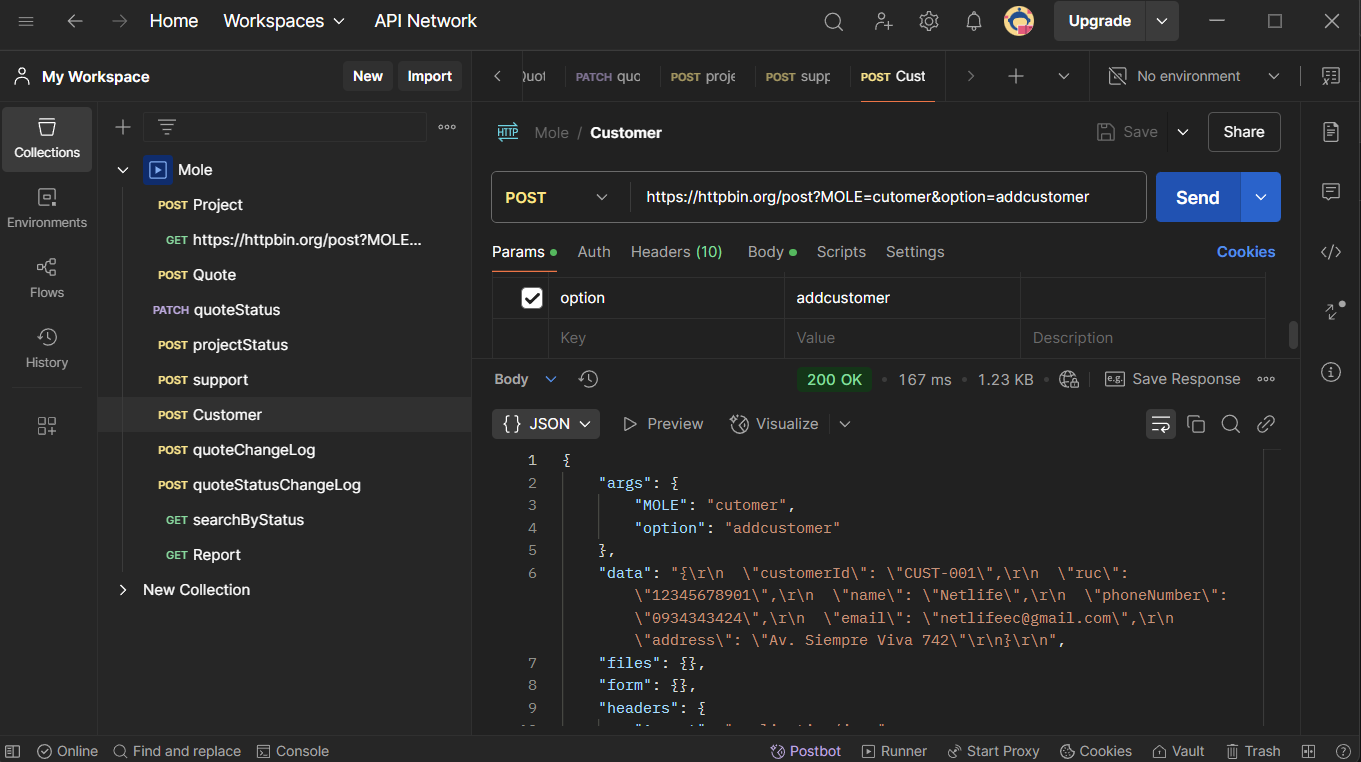 Home Workspaces API Network Upgrade
My Workspace New Import
Quot PATCH quo POST proje POST supp POST Cust No environment
Collections
Environments
Flows
History
Mole
POST Project
GET https://httpbin.org/post?MOLE...
POST Quote
PATCH quoteStatus
POST projectStatus
POST support
POST Customer
POST quoteChangeLog
POST quoteStatusChangeLog
GET searchByStatus
GET Report
New Collection
HTTP Mole / Customer Save Share
POST https://httpbin.org/post?MOLE=cutomer&option=addcustomer Send
Params Auth Headers (10) Body Scripts Settings Cookies
option addcustomer
Key Value Description
Body 200 OK 167 ms 1.23 KB e.g. Save Response
{} JSON Preview Visualize
1 {
2 "args": {
3 "MOLE": "cutomer",
4 "option": "addcustomer"
5 },
6 "data": "{\r\n  \"customerId\": \"CUST-001\",\r\n  \"ruc\":
\"12345678901\",\r\n  \"name\": \"Netlife\",\r\n  \"phoneNumber\":
\"0934343424\",\r\n  \"email\": \"netlifeec@gmail.com\",\r\n
\"address\": \"Av. Siempre Viva 742\"\r\n}\r\n",
7 "files": {},
8 "form": {},
9 "headers": {
Online Find and replace Console Postbot Runner Start Proxy Cookies Vault Trash